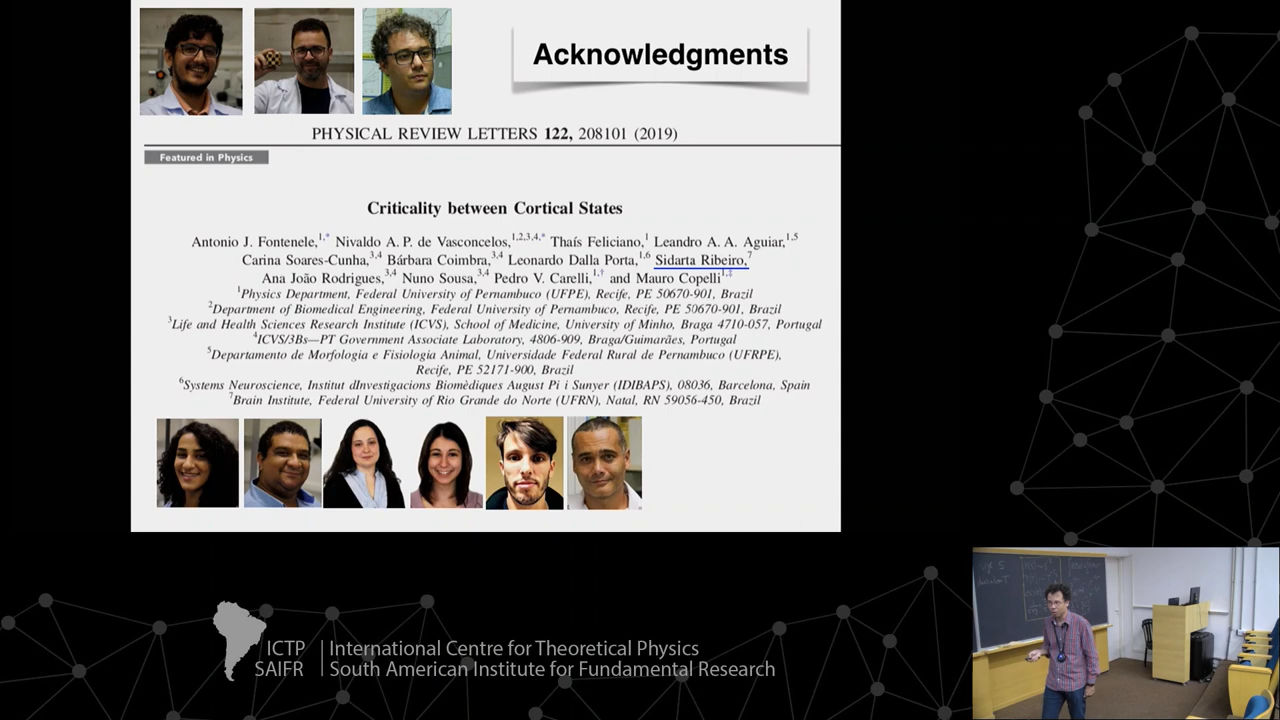 Acknowledgments
PHYSICAL REVIEW LETTERS 122, 208101 (2019)
Featured in Physics
Criticality between Cortical States
Antonio J. Fontenele,1,* Nivaldo A. P. de Vasconcelos,1,2,3,4,* Thaís Feliciano,1 Leandro A. A. Aguiar,1,5
Carina Soares-Cunha,3,4 Bárbara Coimbra,3,4 Leonardo Dalla Porta,1,6 Sidarta Ribeiro,7
Ana João Rodrigues,3,4 Nuno Sousa,3,4 Pedro V. Carelli,1,† and Mauro Copelli1,‡
1Physics Department, Federal University of Pernambuco (UFPE), Recife, PE 50670-901, Brazil
2Department of Biomedical Engineering, Federal University of Pernambuco, Recife, PE 50670-901, Brazil
3Life and Health Sciences Research Institute (ICVS), School of Medicine, University of Minho, Braga 4710-057, Portugal
4ICVS/3Bs—PT Government Associate Laboratory, 4806-909, Braga/Guimarães, Portugal
5Departamento de Morfologia e Fisiologia Animal, Universidade Federal Rural de Pernambuco (UFRPE),
Recife, PE 52171-900, Brazil
6Systems Neuroscience, Institut dInvestigacions Biomèdiques August Pi i Sunyer (IDIBAPS), 08036, Barcelona, Spain
7Brain Institute, Federal University of Rio Grande do Norte (UFRN), Natal, RN 59056-450, Brazil
ICTP | International Centre for Theoretical Physics
SAIFR | South American Institute for Fundamental Research